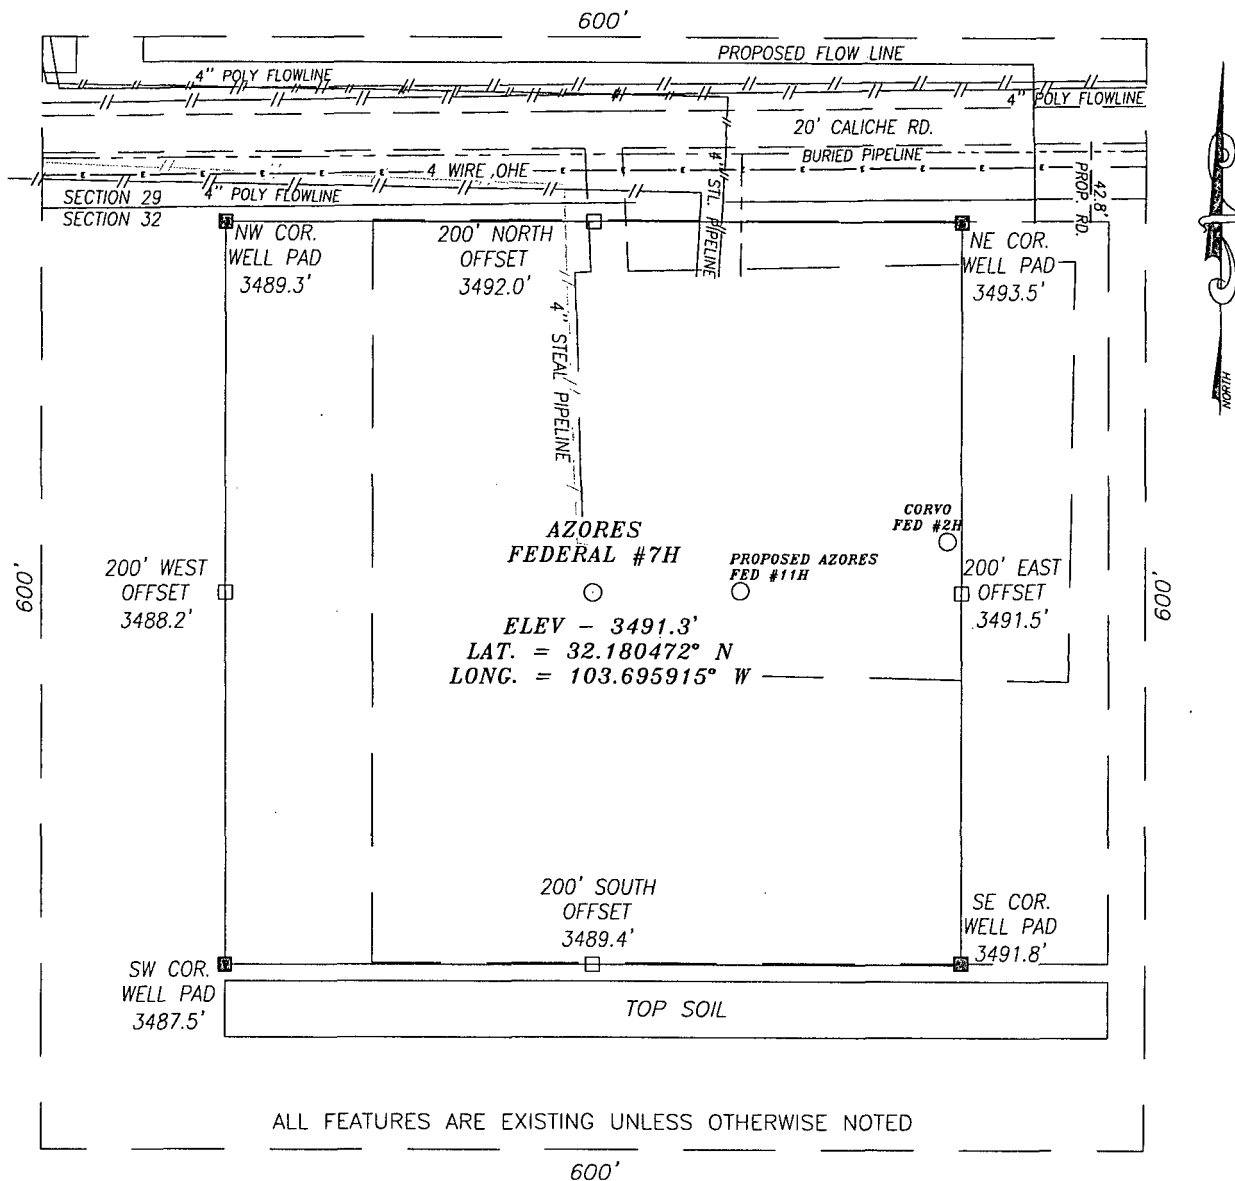 600'
PROPOSED FLOW LINE
4" POLY FLOWLINE
4" POLY FLOWLINE
20' CALICHE RD.
BURIED PIPELINE
4 WIRE OHE
4" POLY FLOWLINE
SECTION 29
SECTION 32
4" STL. PIPELINE
42.8'
PROP. RD.
NW COR.
WELL PAD
3489.3'
200' NORTH
OFFSET
3492.0'
NE COR.
WELL PAD
3493.5'
NORTH
4" STEAL PIPELINE
CORVO
FED #2H
AZORES
FEDERAL #7H
PROPOSED AZORES
FED #11H
200' WEST
OFFSET
3488.2'
200' EAST
OFFSET
3491.5'
600'
600'
ELEV - 3491.3'
LAT. = 32.180472° N
LONG. = 103.695915° W
200' SOUTH
OFFSET
3489.4'
SE COR.
WELL PAD
3491.8'
SW COR.
WELL PAD
3487.5'
TOP SOIL
ALL FEATURES ARE EXISTING UNLESS OTHERWISE NOTED
600'